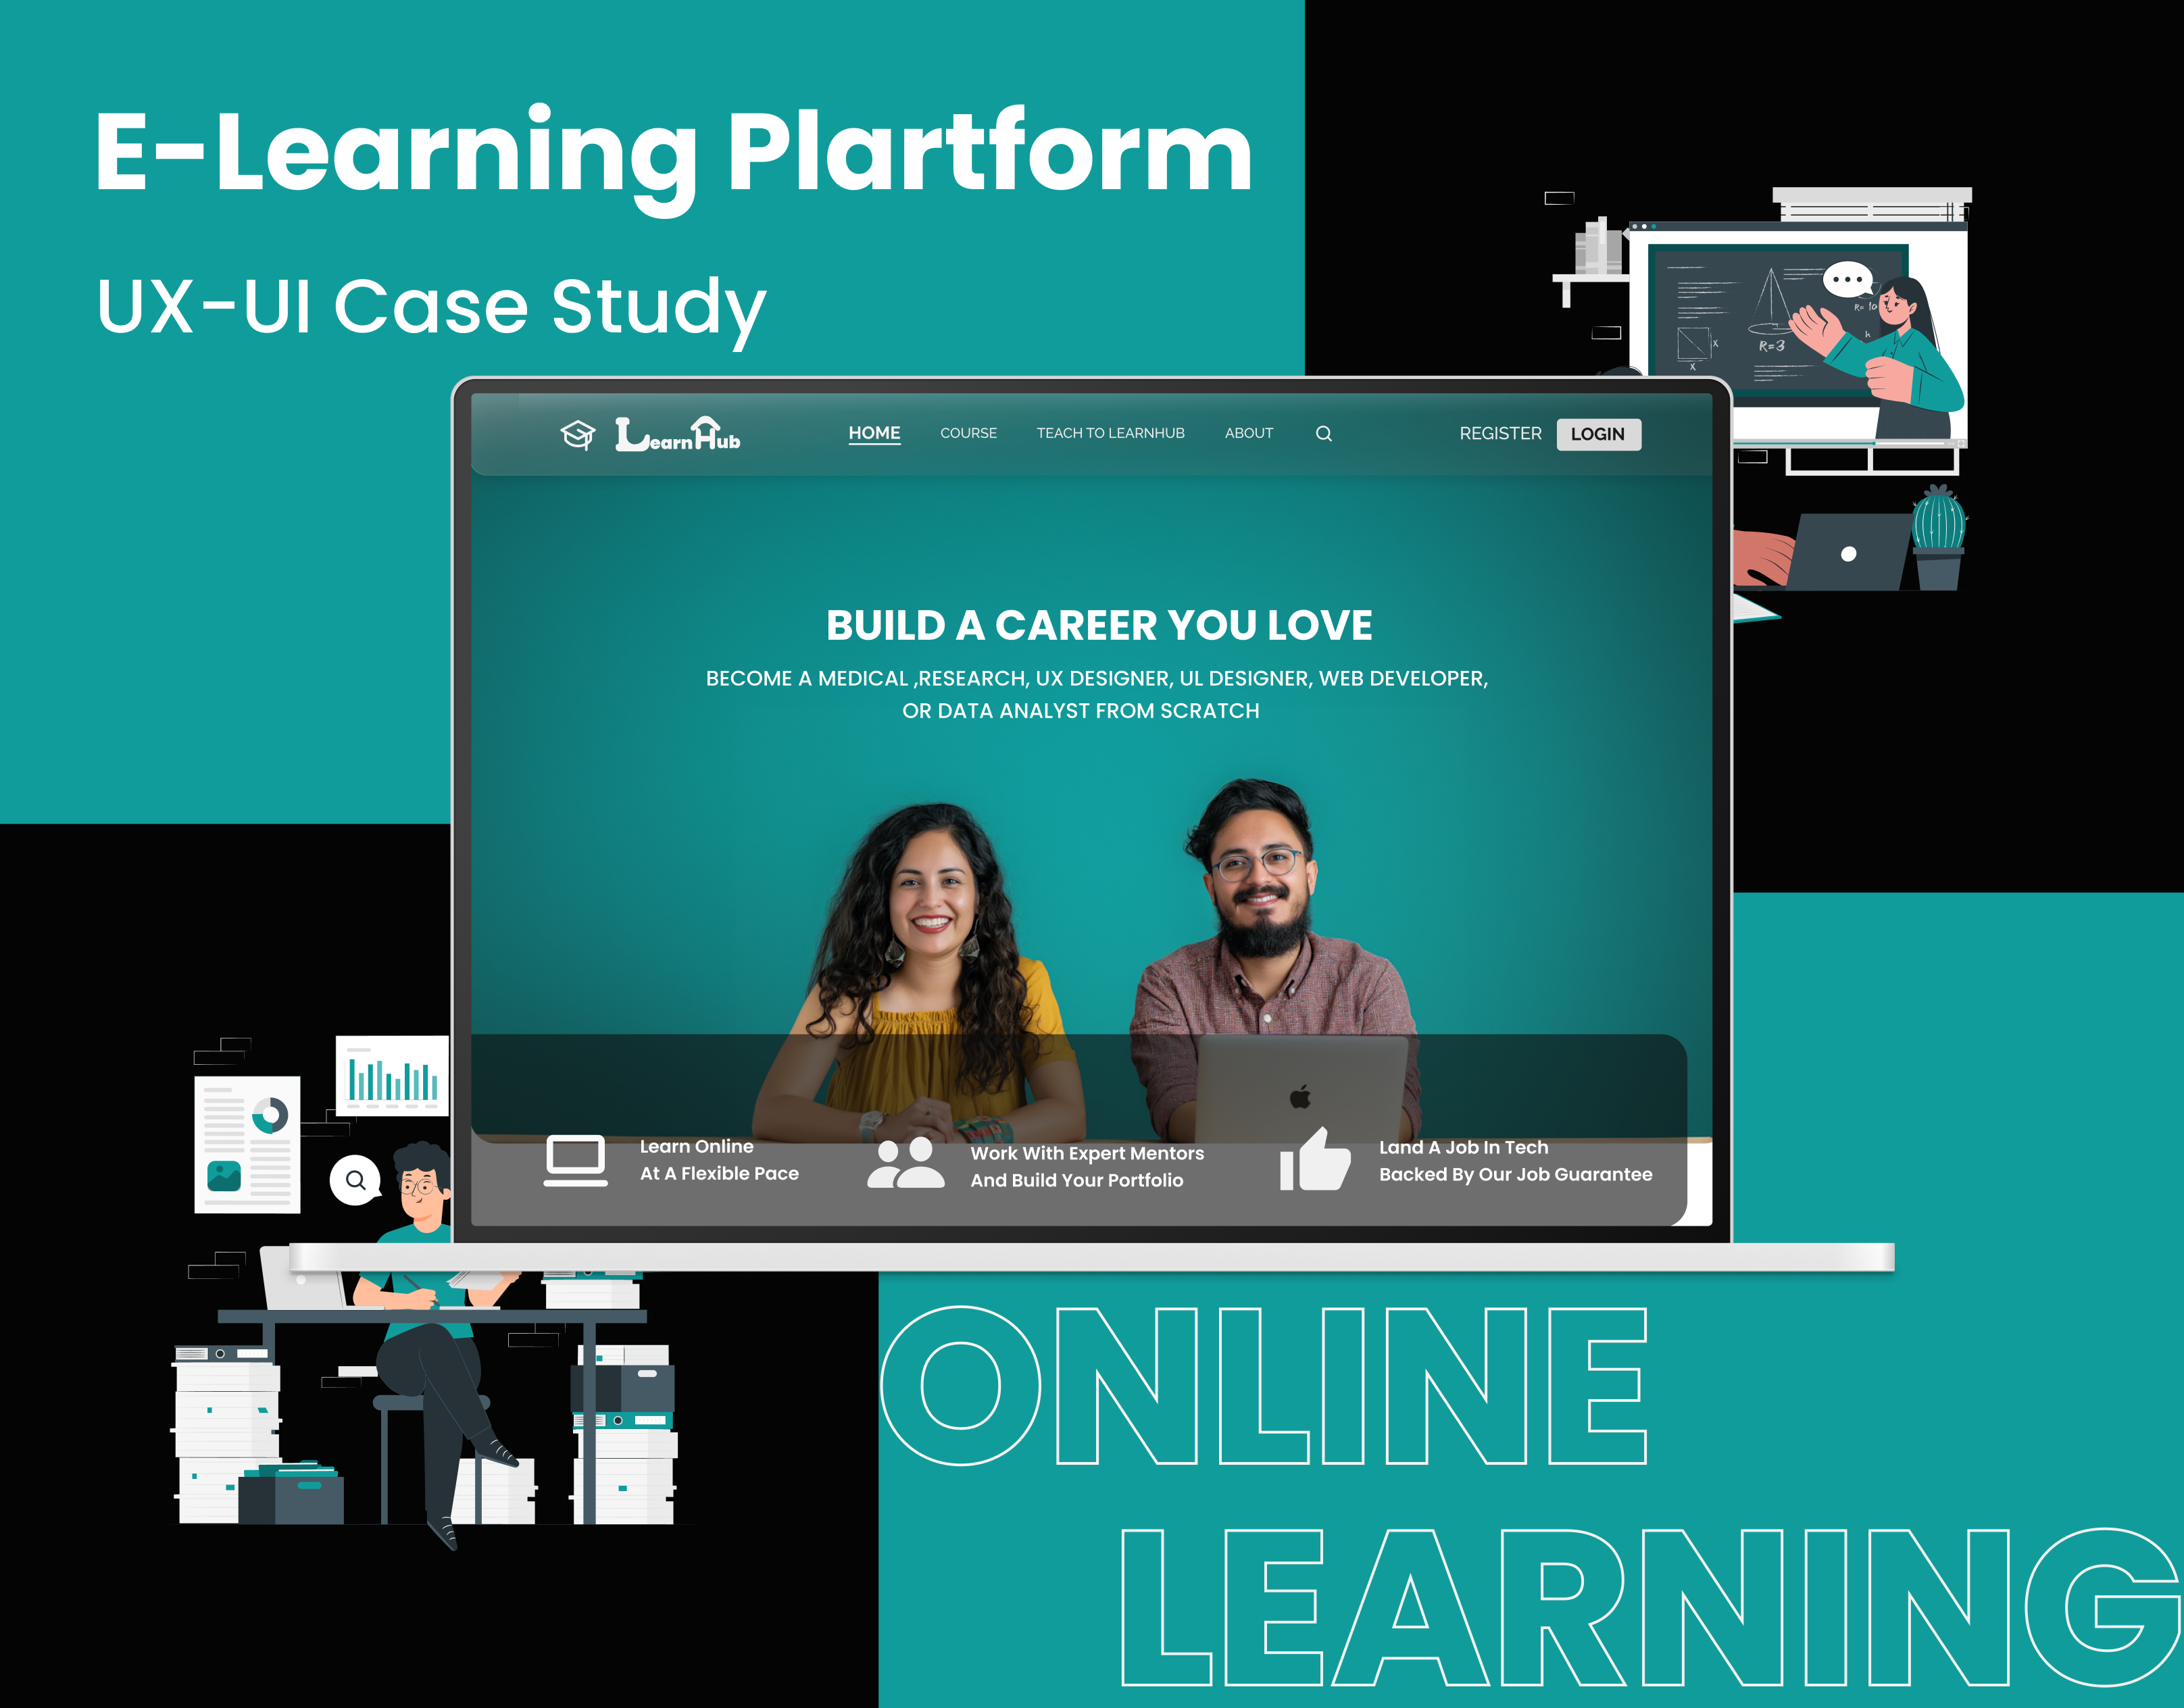 E-Learning Plartform
UX-UI Case Study
LearnHub
HOME
COURSE
TEACH TO LEARNHUB
ABOUT
REGISTER
LOGIN
R=3
X
X
R= 10
h
BUILD A CAREER YOU LOVE
BECOME A MEDICAL ,RESEARCH, UX DESIGNER, UL DESIGNER, WEB DEVELOPER,
OR DATA ANALYST FROM SCRATCH
Learn Online
At A Flexible Pace
Work With Expert Mentors
And Build Your Portfolio
Land A Job In Tech
Backed By Our Job Guarantee
ONLINE
LEARNING